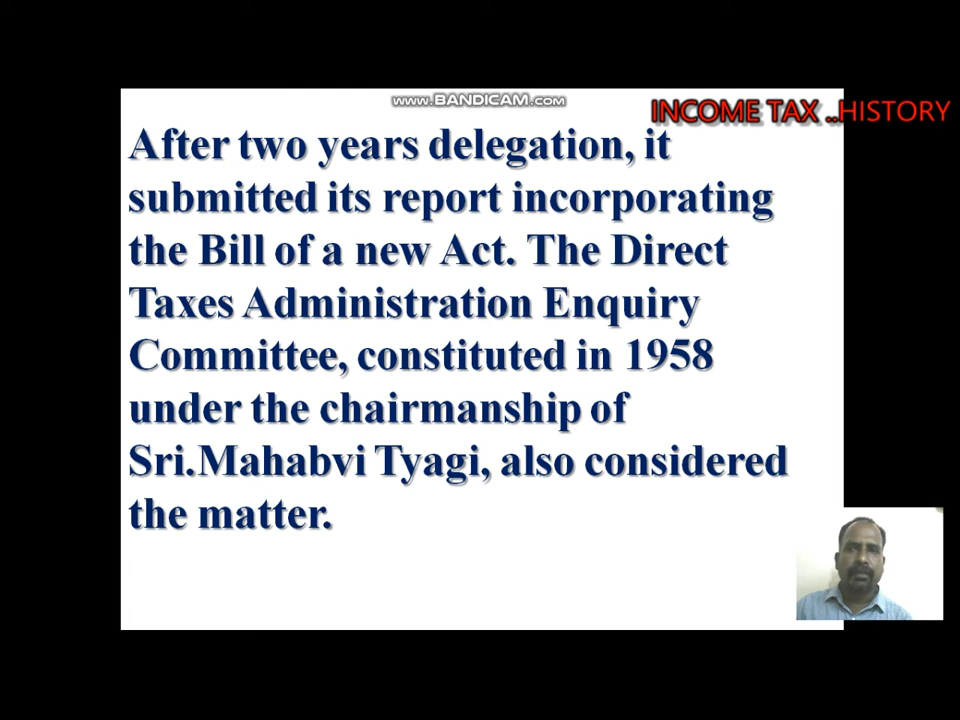 www.BANDICAM.com
INCOME TAX ..HISTORY
After two years delegation, it
submitted its report incorporating
the Bill of a new Act. The Direct
Taxes Administration Enquiry
Committee, constituted in 1958
under the chairmanship of
Sri.Mahabvi Tyagi, also considered
the matter.